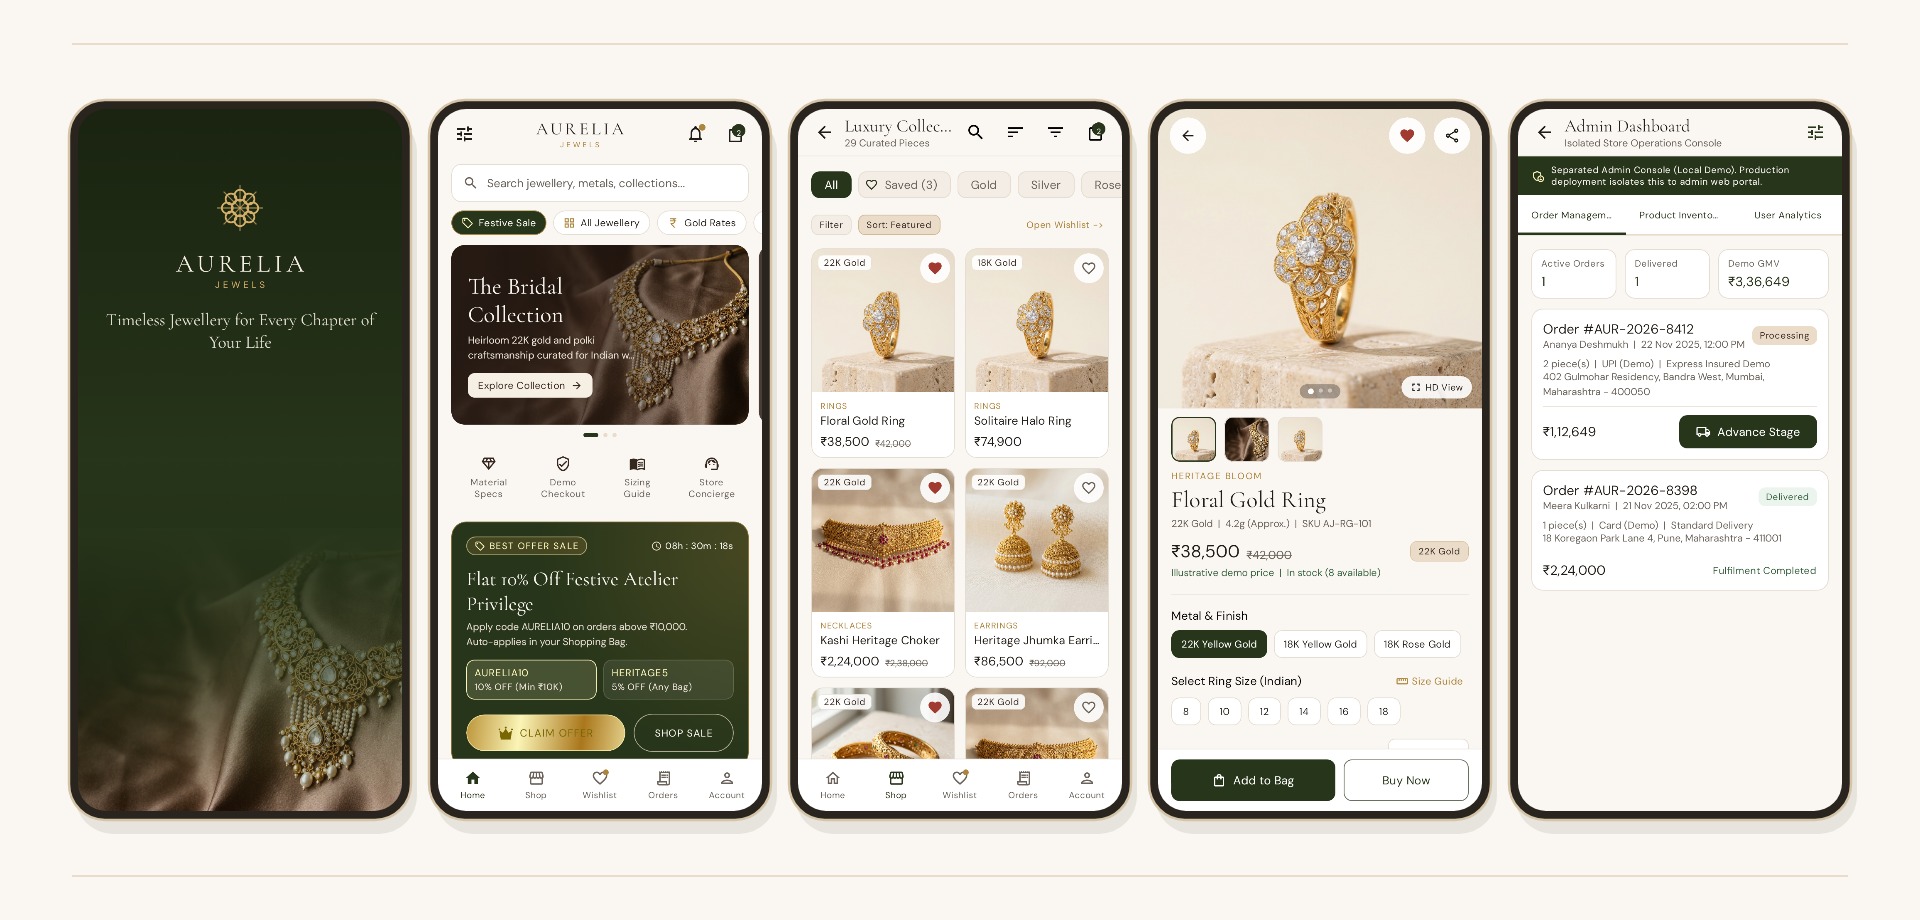 AURELIA
JEWELS
Timeless Jewellery for Every Chapter of
Your Life
AURELIA
JEWELS
2
Search jewellery, metals, collections...
Festive Sale
All Jewellery
₹ Gold Rates
The Bridal
Collection
Heirloom 22K gold and polki
craftsmanship curated for Indian w...
Explore Collection →
Material
Specs
Demo
Checkout
Sizing
Guide
Store
Concierge
BEST OFFER SALE
08h : 30m : 18s
Flat 10% Off Festive Atelier
Privilege
Apply code AURELIA10 on orders above ₹10,000.
Auto-applies in your Shopping Bag.
AURELIA10
10% OFF (Min ₹10K)
HERITAGE5
5% OFF (Any Bag)
CLAIM OFFER
SHOP SALE
Home
Shop
Wishlist
Orders
Account
Luxury Collec...
29 Curated Pieces
2
All
Saved (3)
Gold
Silver
Rose
Filter
Sort: Featured
Open Wishlist ->
22K Gold
RINGS
Floral Gold Ring
₹38,500 ₹42,000
18K Gold
RINGS
Solitaire Halo Ring
₹74,900
22K Gold
NECKLACES
Kashi Heritage Choker
₹2,24,000 ₹2,38,000
22K Gold
EARRINGS
Heritage Jhumka Earri...
₹86,500 ₹92,000
22K Gold
22K Gold
Home
Shop
Wishlist
Orders
Account
HD View
HERITAGE BLOOM
Floral Gold Ring
22K Gold | 4.2g (Approx.) | SKU AJ-RG-101
₹38,500 ₹42,000
22K Gold
Illustrative demo price | In stock (8 available)
Metal & Finish
22K Yellow Gold
18K Yellow Gold
18K Rose Gold
Select Ring Size (Indian)
Size Guide
8
10
12
14
16
18
Add to Bag
Buy Now
Admin Dashboard
Isolated Store Operations Console
Separated Admin Console (Local Demo). Production
deployment isolates this to admin web portal.
Order Managem...
Product Invento...
User Analytics
Active Orders
1
Delivered
1
Demo GMV
₹3,36,649
Order #AUR-2026-8412
Ananya Deshmukh | 22 Nov 2025, 12:00 PM
Processing
2 piece(s) | UPI (Demo) | Express Insured Demo
402 Gulmohar Residency, Bandra West, Mumbai,
Maharashtra - 400050
₹1,12,649
Advance Stage
Order #AUR-2026-8398
Meera Kulkarni | 21 Nov 2025, 02:00 PM
Delivered
1 piece(s) | Card (Demo) | Standard Delivery
18 Koregaon Park Lane 4, Pune, Maharashtra - 411001
₹2,24,000
Fulfilment Completed